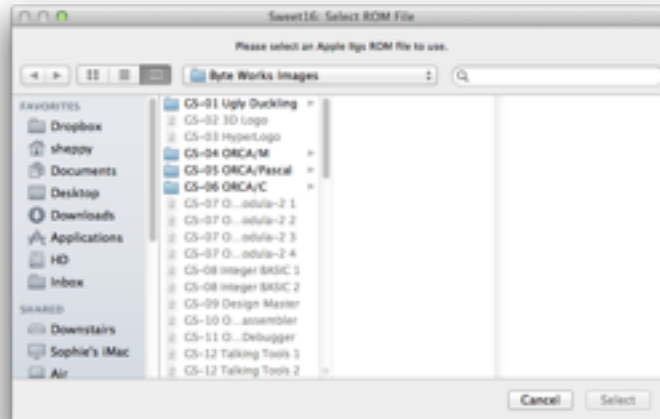 Sweet16: Select ROM File
Please select an Apple IIgs ROM file to use.
Byte Works Images
FAVORITES
Dropbox
sheppy
Documents
Desktop
Downloads
Applications
HD
Inbox
SHARED
Downstairs
Sophie's iMac
Air
GS-01 Ugly Duckling
GS-02 3D Logo
GS-03 HyperLogo
GS-04 ORCA/M
GS-05 ORCA/Pascal
GS-06 ORCA/C
GS-07 O...odula-2 1
GS-07 O...odula-2 2
GS-07 O...odula-2 3
GS-07 O...odula-2 4
GS-08 Integer BASIC 1
GS-08 Integer BASIC 2
GS-09 Design Master
GS-10 O...assembler
GS-11 O...Debugger
GS-12 Talking Tools 1
GS-12 Talking Tools 2
Cancel
Select